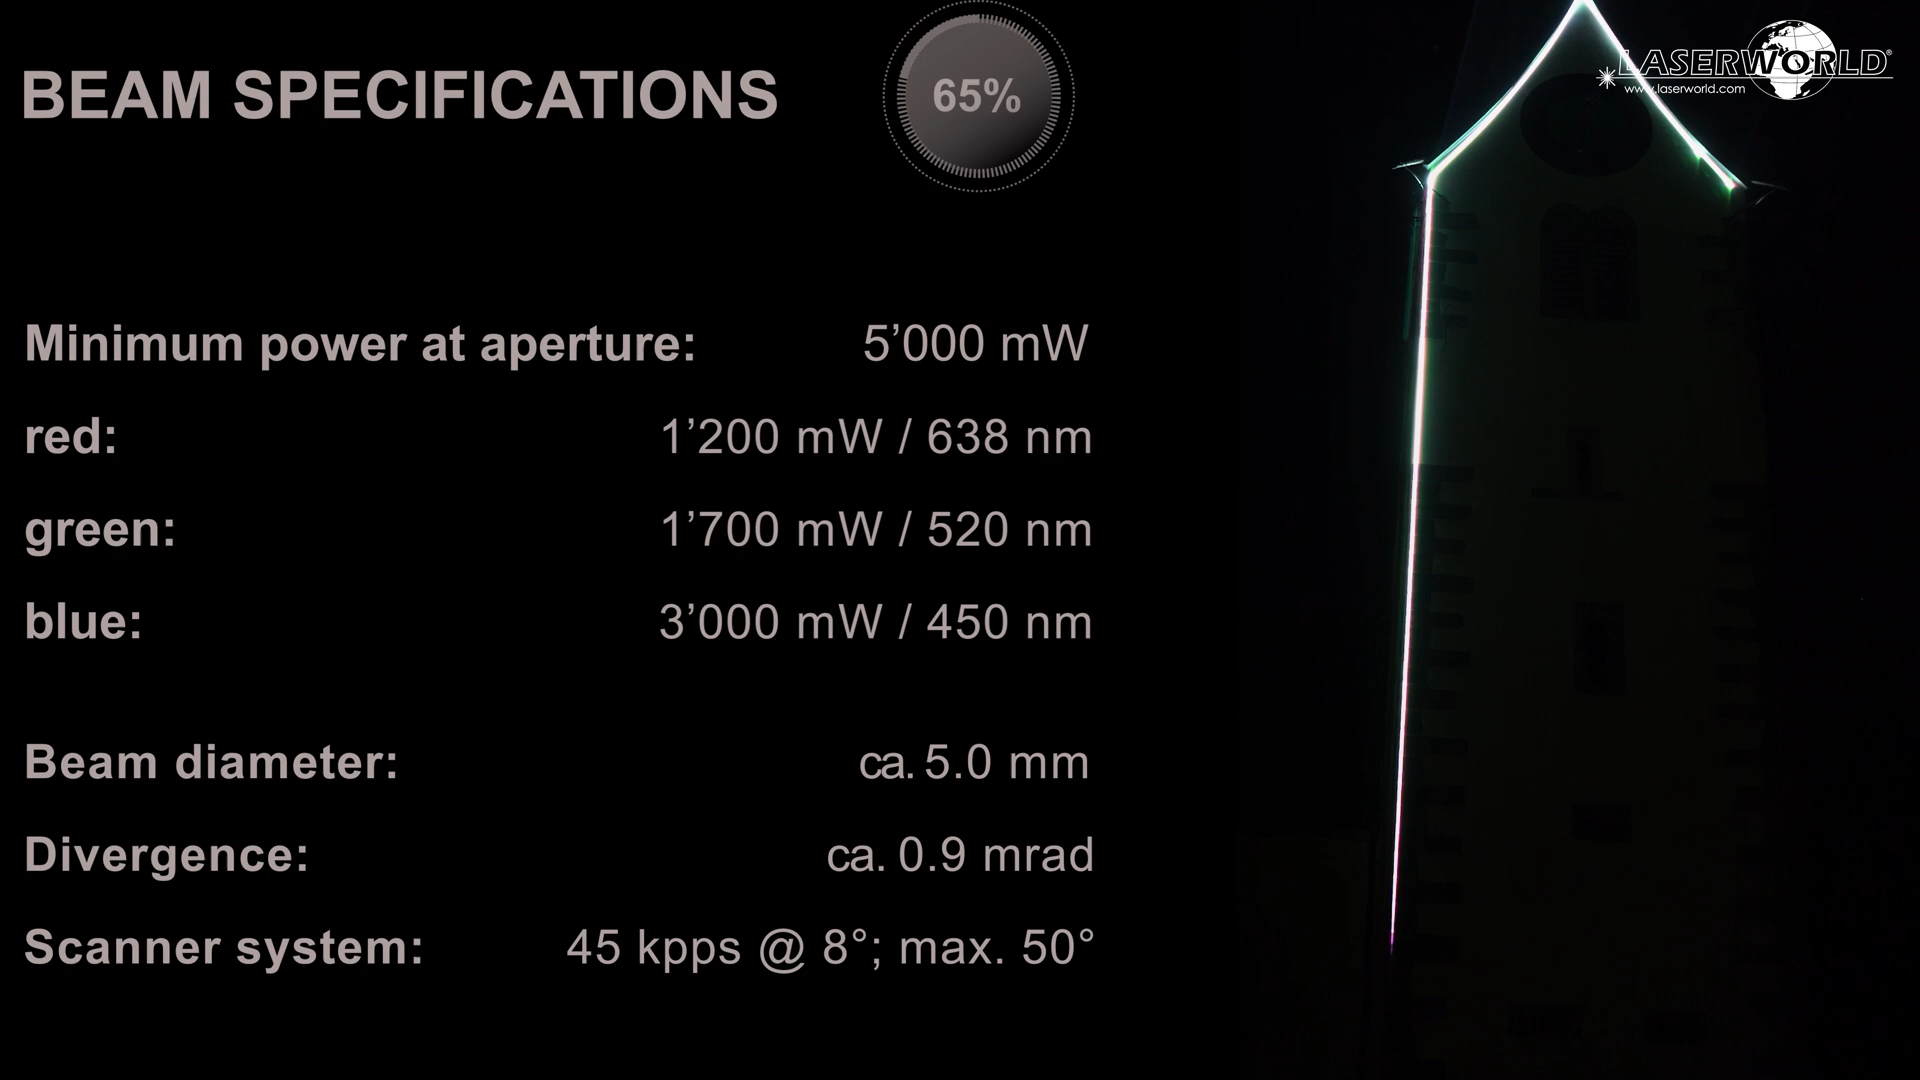 BEAM SPECIFICATIONS
65%
LASERWORLD®
www.laserworld.com
Minimum power at aperture: 5’000 mW
red: 1’200 mW / 638 nm
green: 1’700 mW / 520 nm
blue: 3’000 mW / 450 nm
Beam diameter: ca. 5.0 mm
Divergence: ca. 0.9 mrad
Scanner system: 45 kpps @ 8°; max. 50°